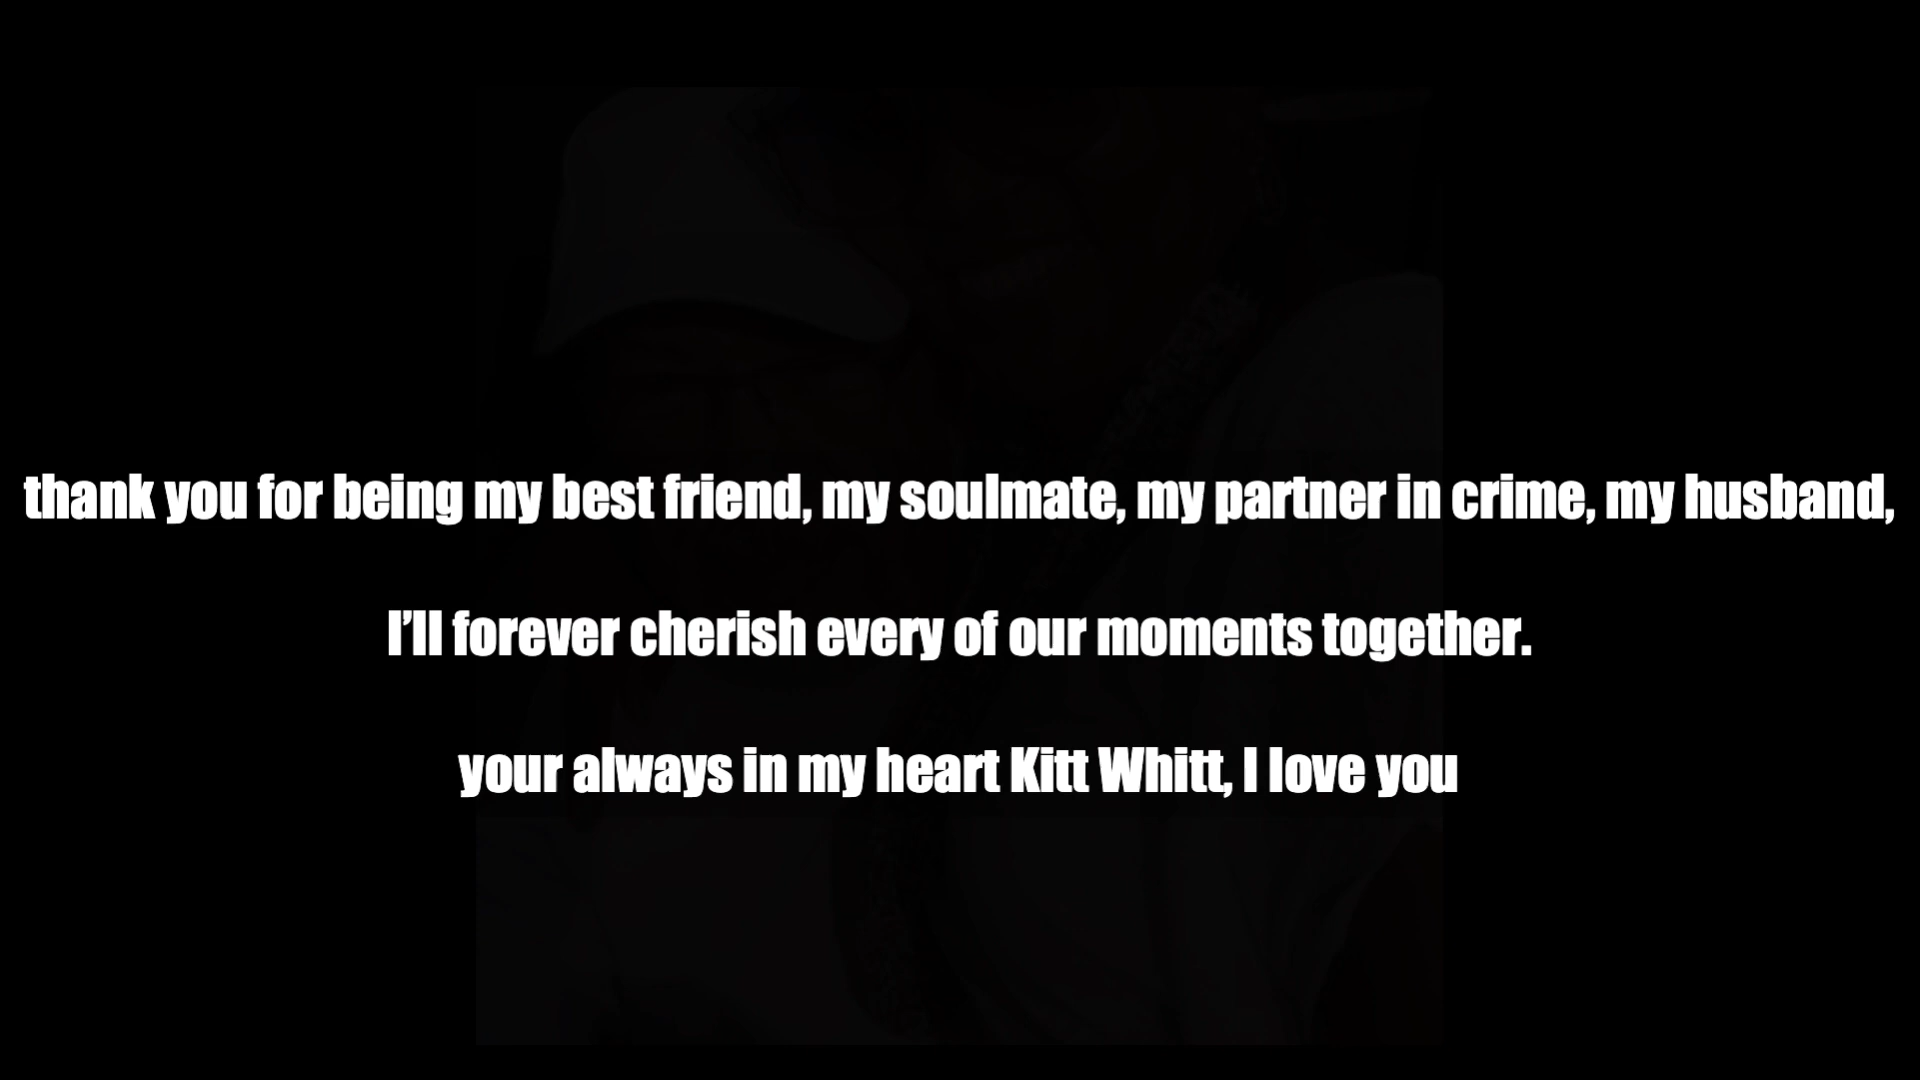 thank you for being my best friend, my soulmate, my partner in crime, my husband,
I’ll forever cherish every of our moments together.
your always in my heart Kitt Whitt, I love you